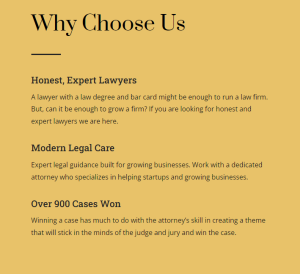 Why Choose Us
Honest, Expert Lawyers
A lawyer with a law degree and bar card might be enough to run a law firm.
But, can it be enough to grow a firm? If you are looking for honest and
expert lawyers we are here.
Modern Legal Care
Expert legal guidance built for growing businesses. Work with a dedicated
attorney who specializes in helping startups and growing businesses.
Over 900 Cases Won
Winning a case has much to do with the attorney's skill in creating a theme
that will stick in the minds of the judge and jury and win the case.